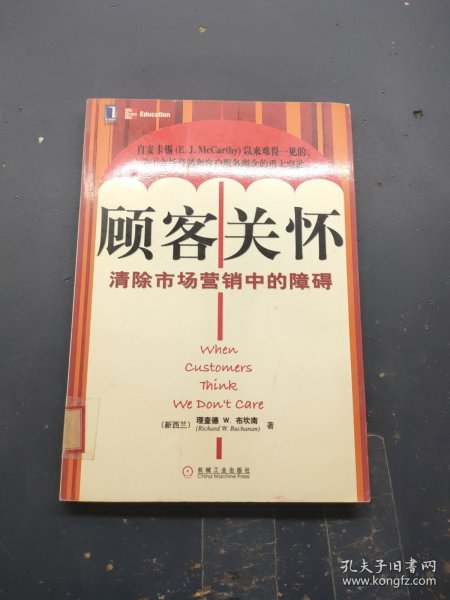 Education
自麦卡锡(E.J.McCarthy)以来难得一见的、
顾客关怀
清除市场营销中的障碍
When
Customers
Think
We Don't Care
(新西兰) 理查德 W. 布坎南 著
(Richard W. Buchanan)
机械工业出版社
China Machine Press
孔夫子旧书网
www.kongfz.com